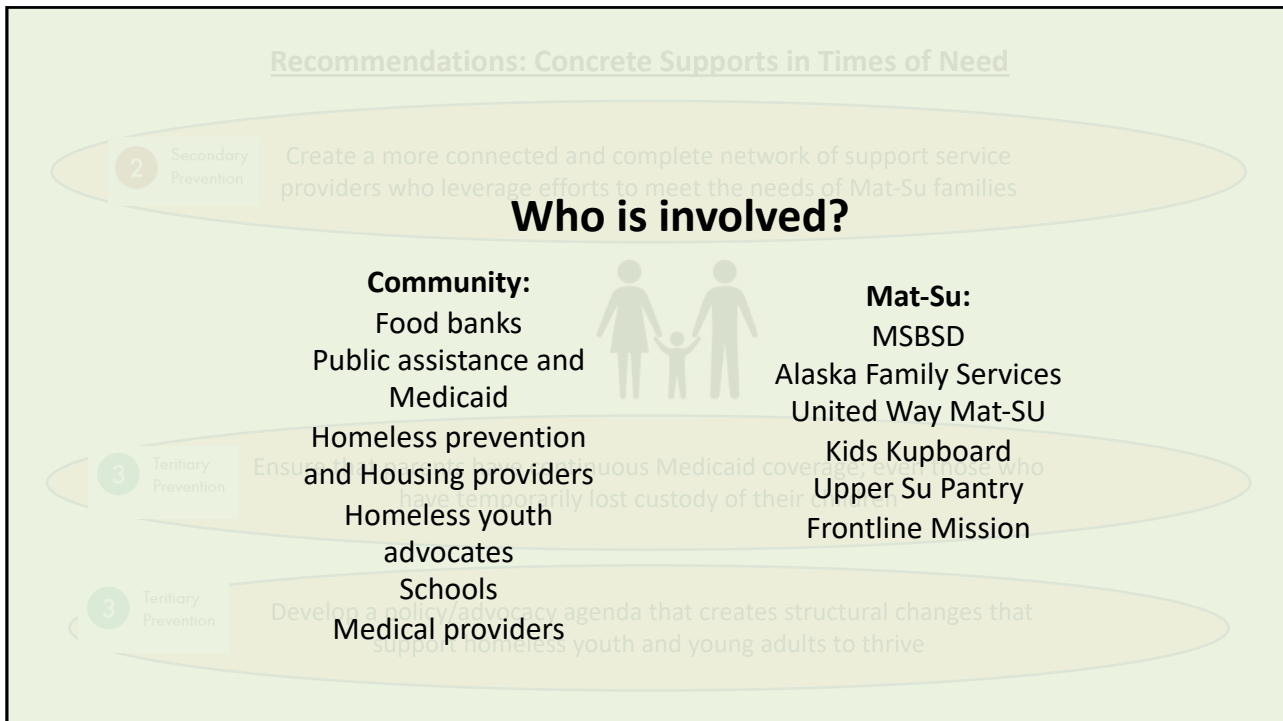 Recommendations: Concrete Supports in Times of Need
2
Secondary
Prevention
Create a more connected and complete network of support service
providers who leverage efforts to meet the needs of Mat-Su families
Who is involved?
Community:
Food banks
Public assistance and
Medicaid
Homeless prevention
and Housing providers
Homeless youth
advocates
Schools
Medical providers
Mat-Su:
MSBSD
Alaska Family Services
United Way Mat-SU
Kids Kupboard
Upper Su Pantry
Frontline Mission
3
Teritiary
Prevention
Ensure that parents have continuous Medicaid coverage; even those who
have temporarily lost custody of their children
3
Teritiary
Prevention
Develop a policy/advocacy agenda that creates structural changes that
support homeless youth and young adults to thrive